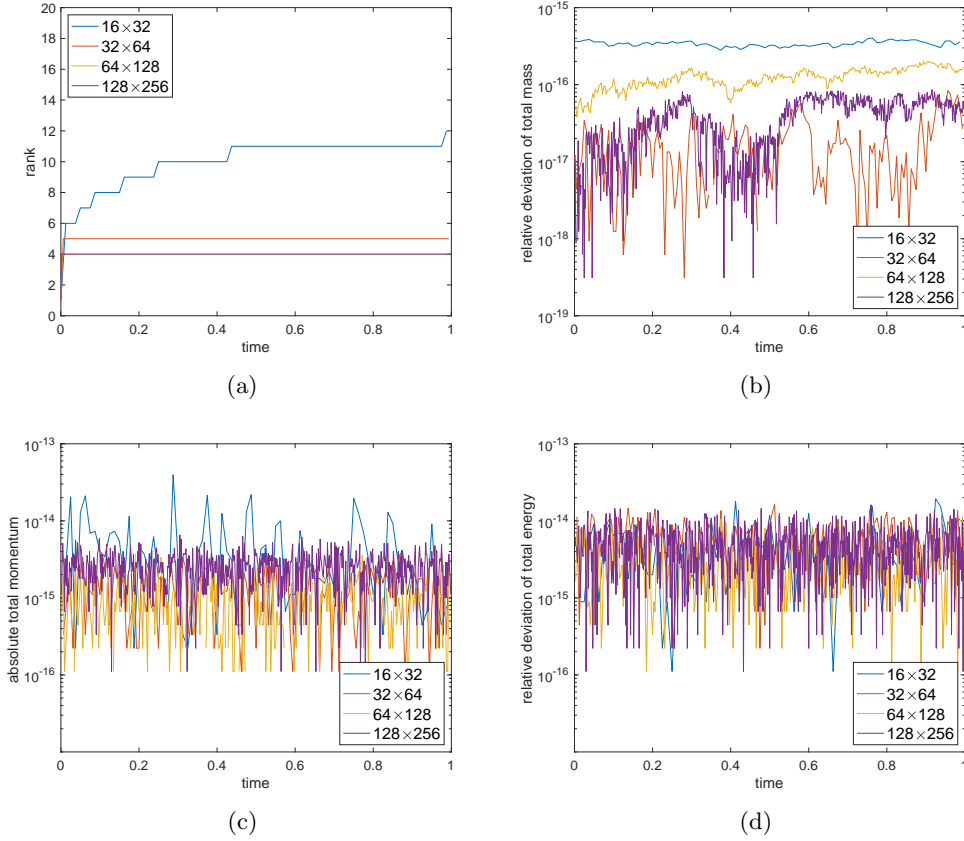 20
18
16
14
12
10
8
6
4
2
0
rank
16×32
32×64
64×128
128×256
0 0.2 0.4 0.6 0.8 1
time
(a)
10-15
10-16
10-17
10-18
10-19
relative deviation of total mass
16×32
32×64
64×128
128×256
0 0.2 0.4 0.6 0.8 1
time
(b)
10-13
10-14
10-15
10-16
absolute total momentum
16×32
32×64
64×128
128×256
0 0.2 0.4 0.6 0.8 1
time
(c)
10-13
10-14
10-15
10-16
relative deviation of total energy
16×32
32×64
64×128
128×256
0 0.2 0.4 0.6 0.8 1
time
(d)